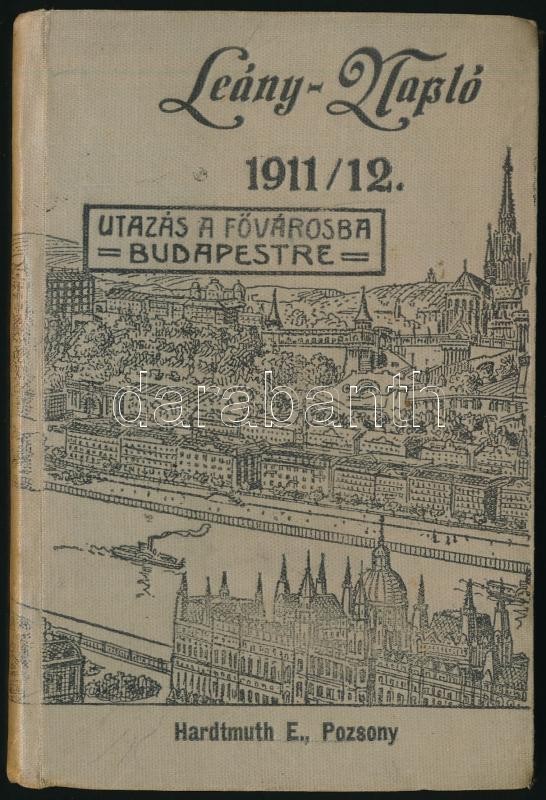 Leány-Napló
1911/12.
UTAZÁS A FŐVÁROSBA
= BUDAPESTRE =
darabanth
Hardtmuth E., Pozsony